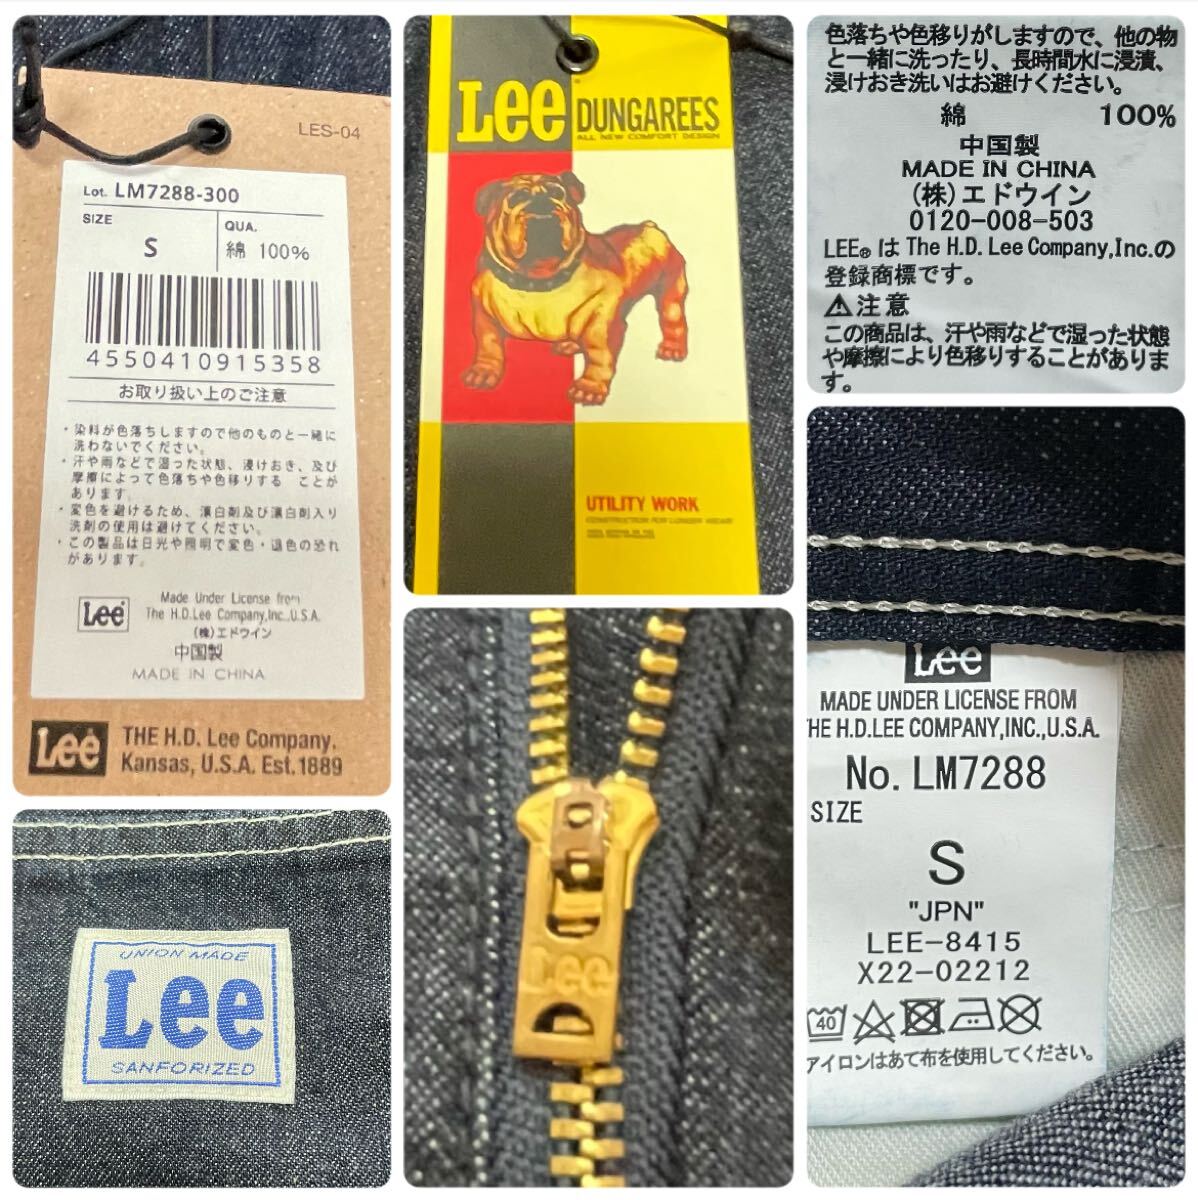 LES-04
Lot. LM7288-300
SIZE
S
QUA.
綿 100%
4550410915358
お取り扱い上のご注意
・染料が色落ちしますので他のものと一緒に
洗わないでください。
・汗や雨などで湿った状態、浸けおき、及び
摩擦によって色落ちや色移りする ことが
あります。
・変色を避けるため、漂白剤及び漂白剤入り
洗剤の使用は避けてください。
・この製品は日光や照明で変色・退色の恐れ
があります。
Lee
Made Under License from
The H.D.Lee Company,Inc.,U.S.A.
(株)エドウイン
中国製
MADE IN CHINA
Lee
THE H.D. Lee Company.
Kansas, U.S.A. Est.1889
Lee DUNGAREES
ALL NEW COMFORT DESIGN
UTILITY WORK
CONSTRUCTION FOR LONGER WEAR
色落ちや色移りがしますので、他の物
と一緒に洗ったり、長時間水に浸漬、
浸けおき洗いはお避けください。
綿 100%
中国製
MADE IN CHINA
(株)エドウイン
0120-008-503
LEE® は The H.D. Lee Company,Inc.の
登録商標です。
⚠注意
この商品は、汗や雨などで湿った状態
や摩擦により色移りすることがありま
す。
UNION MADE
Lee
SANFORIZED
Lee
Lee
MADE UNDER LICENSE FROM
THE H.D.LEE COMPANY,INC.,U.S.A.
No. LM7288
SIZE
S
"JPN"
LEE-8415
X22-02212
40
アイロンはあて布を使用してください。